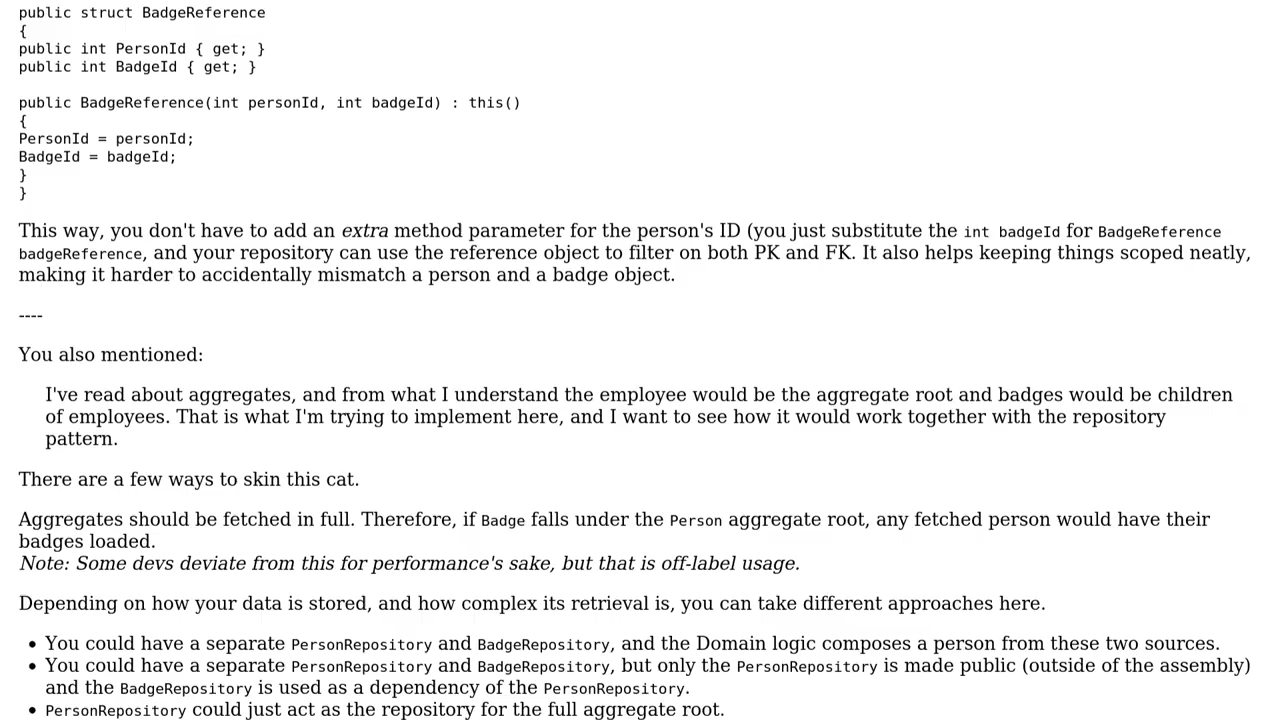 public struct BadgeReference
{
public int PersonId { get; }
public int BadgeId { get; }
public BadgeReference(int personId, int badgeId) : this()
{
PersonId = personId;
BadgeId = badgeId;
}
}
This way, you don't have to add an extra method parameter for the person's ID (you just substitute the int badgeId for BadgeReference
badgeReference, and your repository can use the reference object to filter on both PK and FK. It also helps keeping things scoped neatly,
making it harder to accidentally mismatch a person and a badge object.
----
You also mentioned:
I've read about aggregates, and from what I understand the employee would be the aggregate root and badges would be children
of employees. That is what I'm trying to implement here, and I want to see how it would work together with the repository
pattern.
There are a few ways to skin this cat.
Aggregates should be fetched in full. Therefore, if Badge falls under the Person aggregate root, any fetched person would have their
badges loaded.
Note: Some devs deviate from this for performance's sake, but that is off-label usage.
Depending on how your data is stored, and how complex its retrieval is, you can take different approaches here.
• You could have a separate PersonRepository and BadgeRepository, and the Domain logic composes a person from these two sources.
• You could have a separate PersonRepository and BadgeRepository, but only the PersonRepository is made public (outside of the assembly)
and the BadgeRepository is used as a dependency of the PersonRepository.
• PersonRepository could just act as the repository for the full aggregate root.